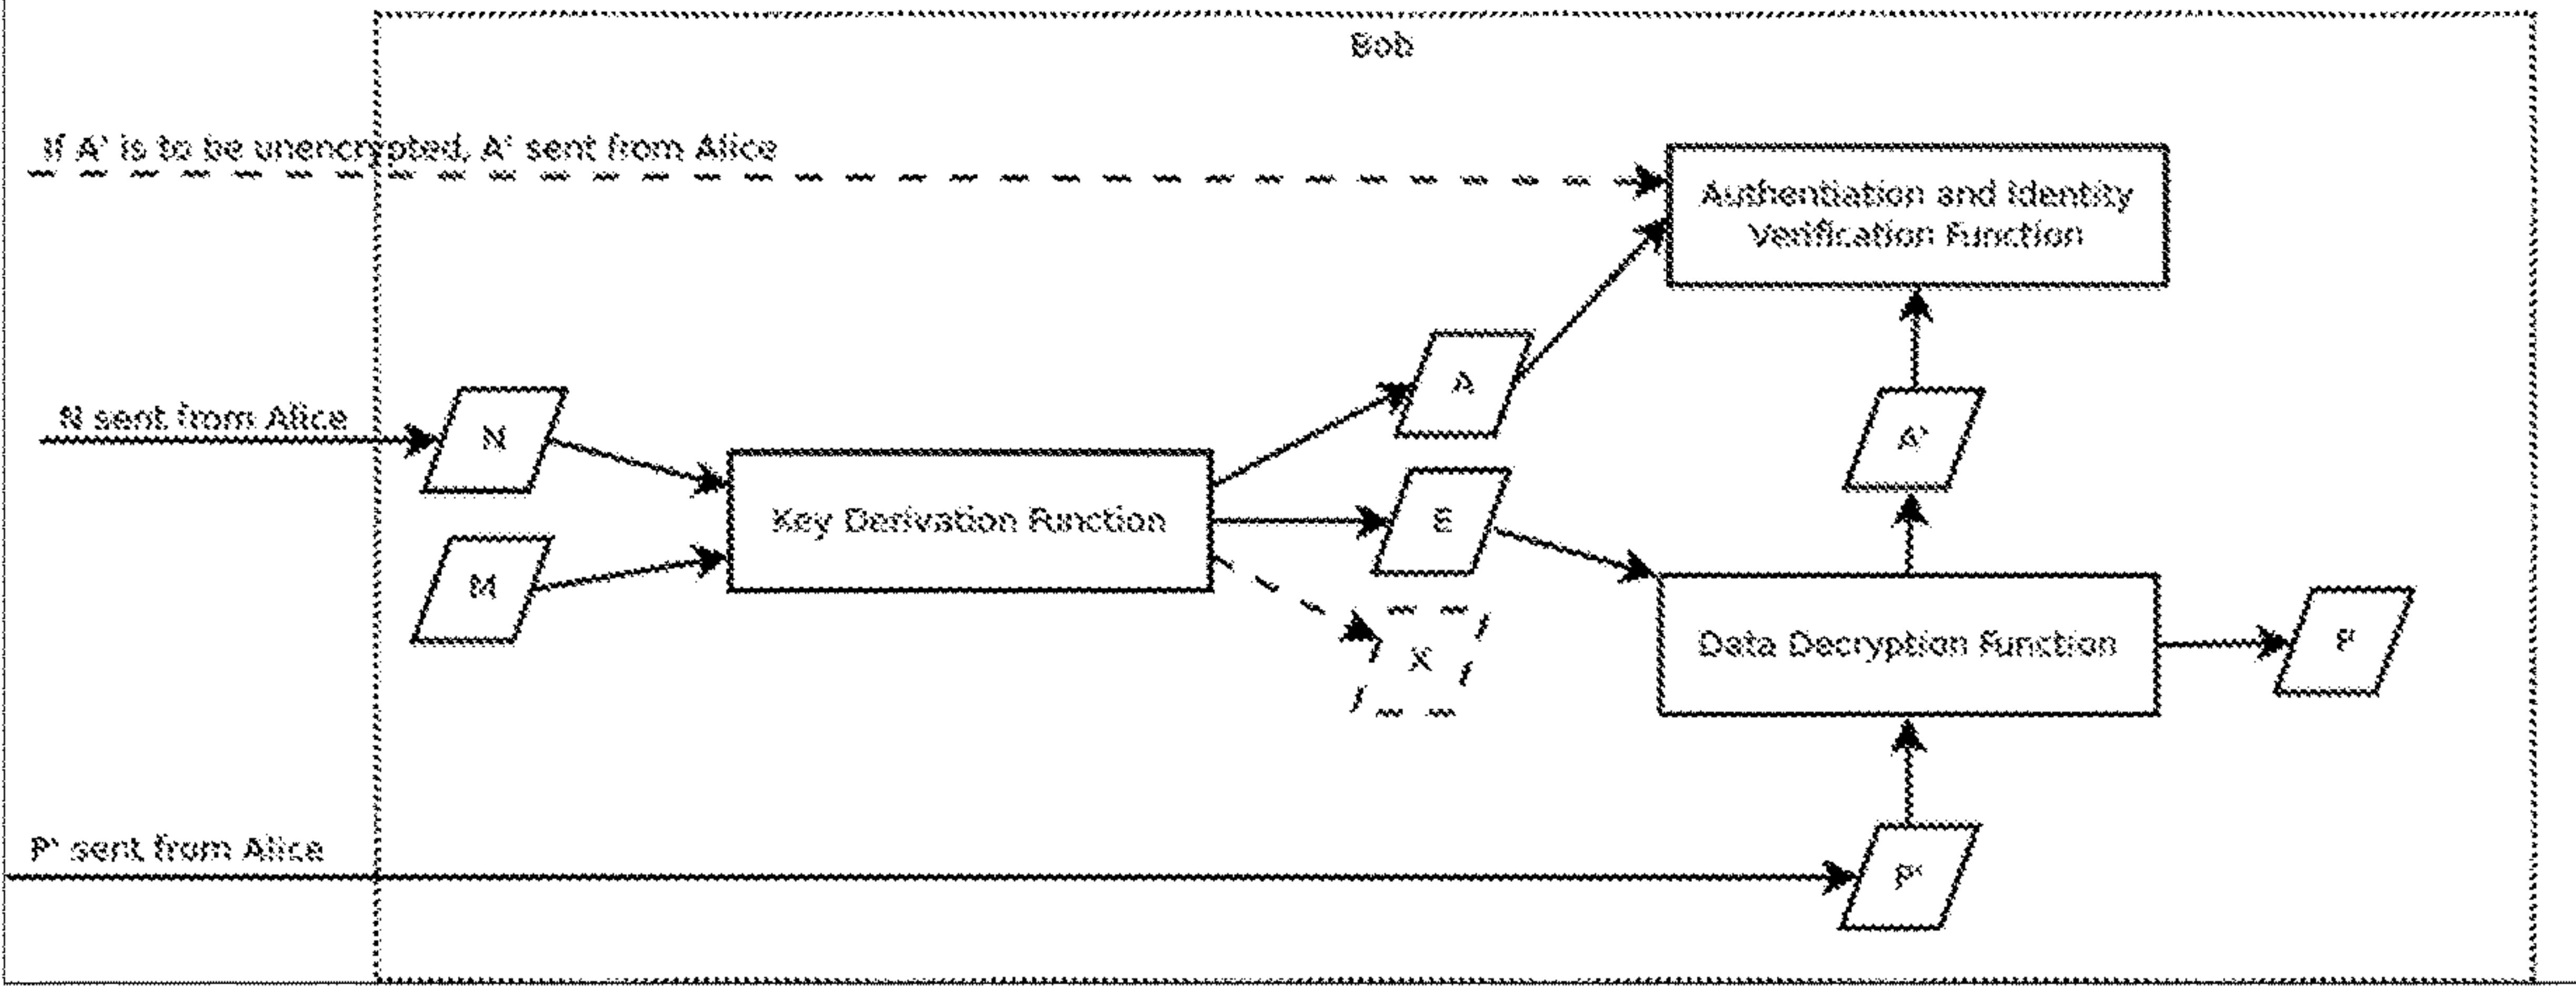 Bob
If A' is to be unencrypted, A' sent from Alice
Authentiation and Identity
Verification Function
A
N sent from Alice
N
A'
Key Derivation Function
E
M
Data Decryption Function
P
X
P' sent from Alice
P'